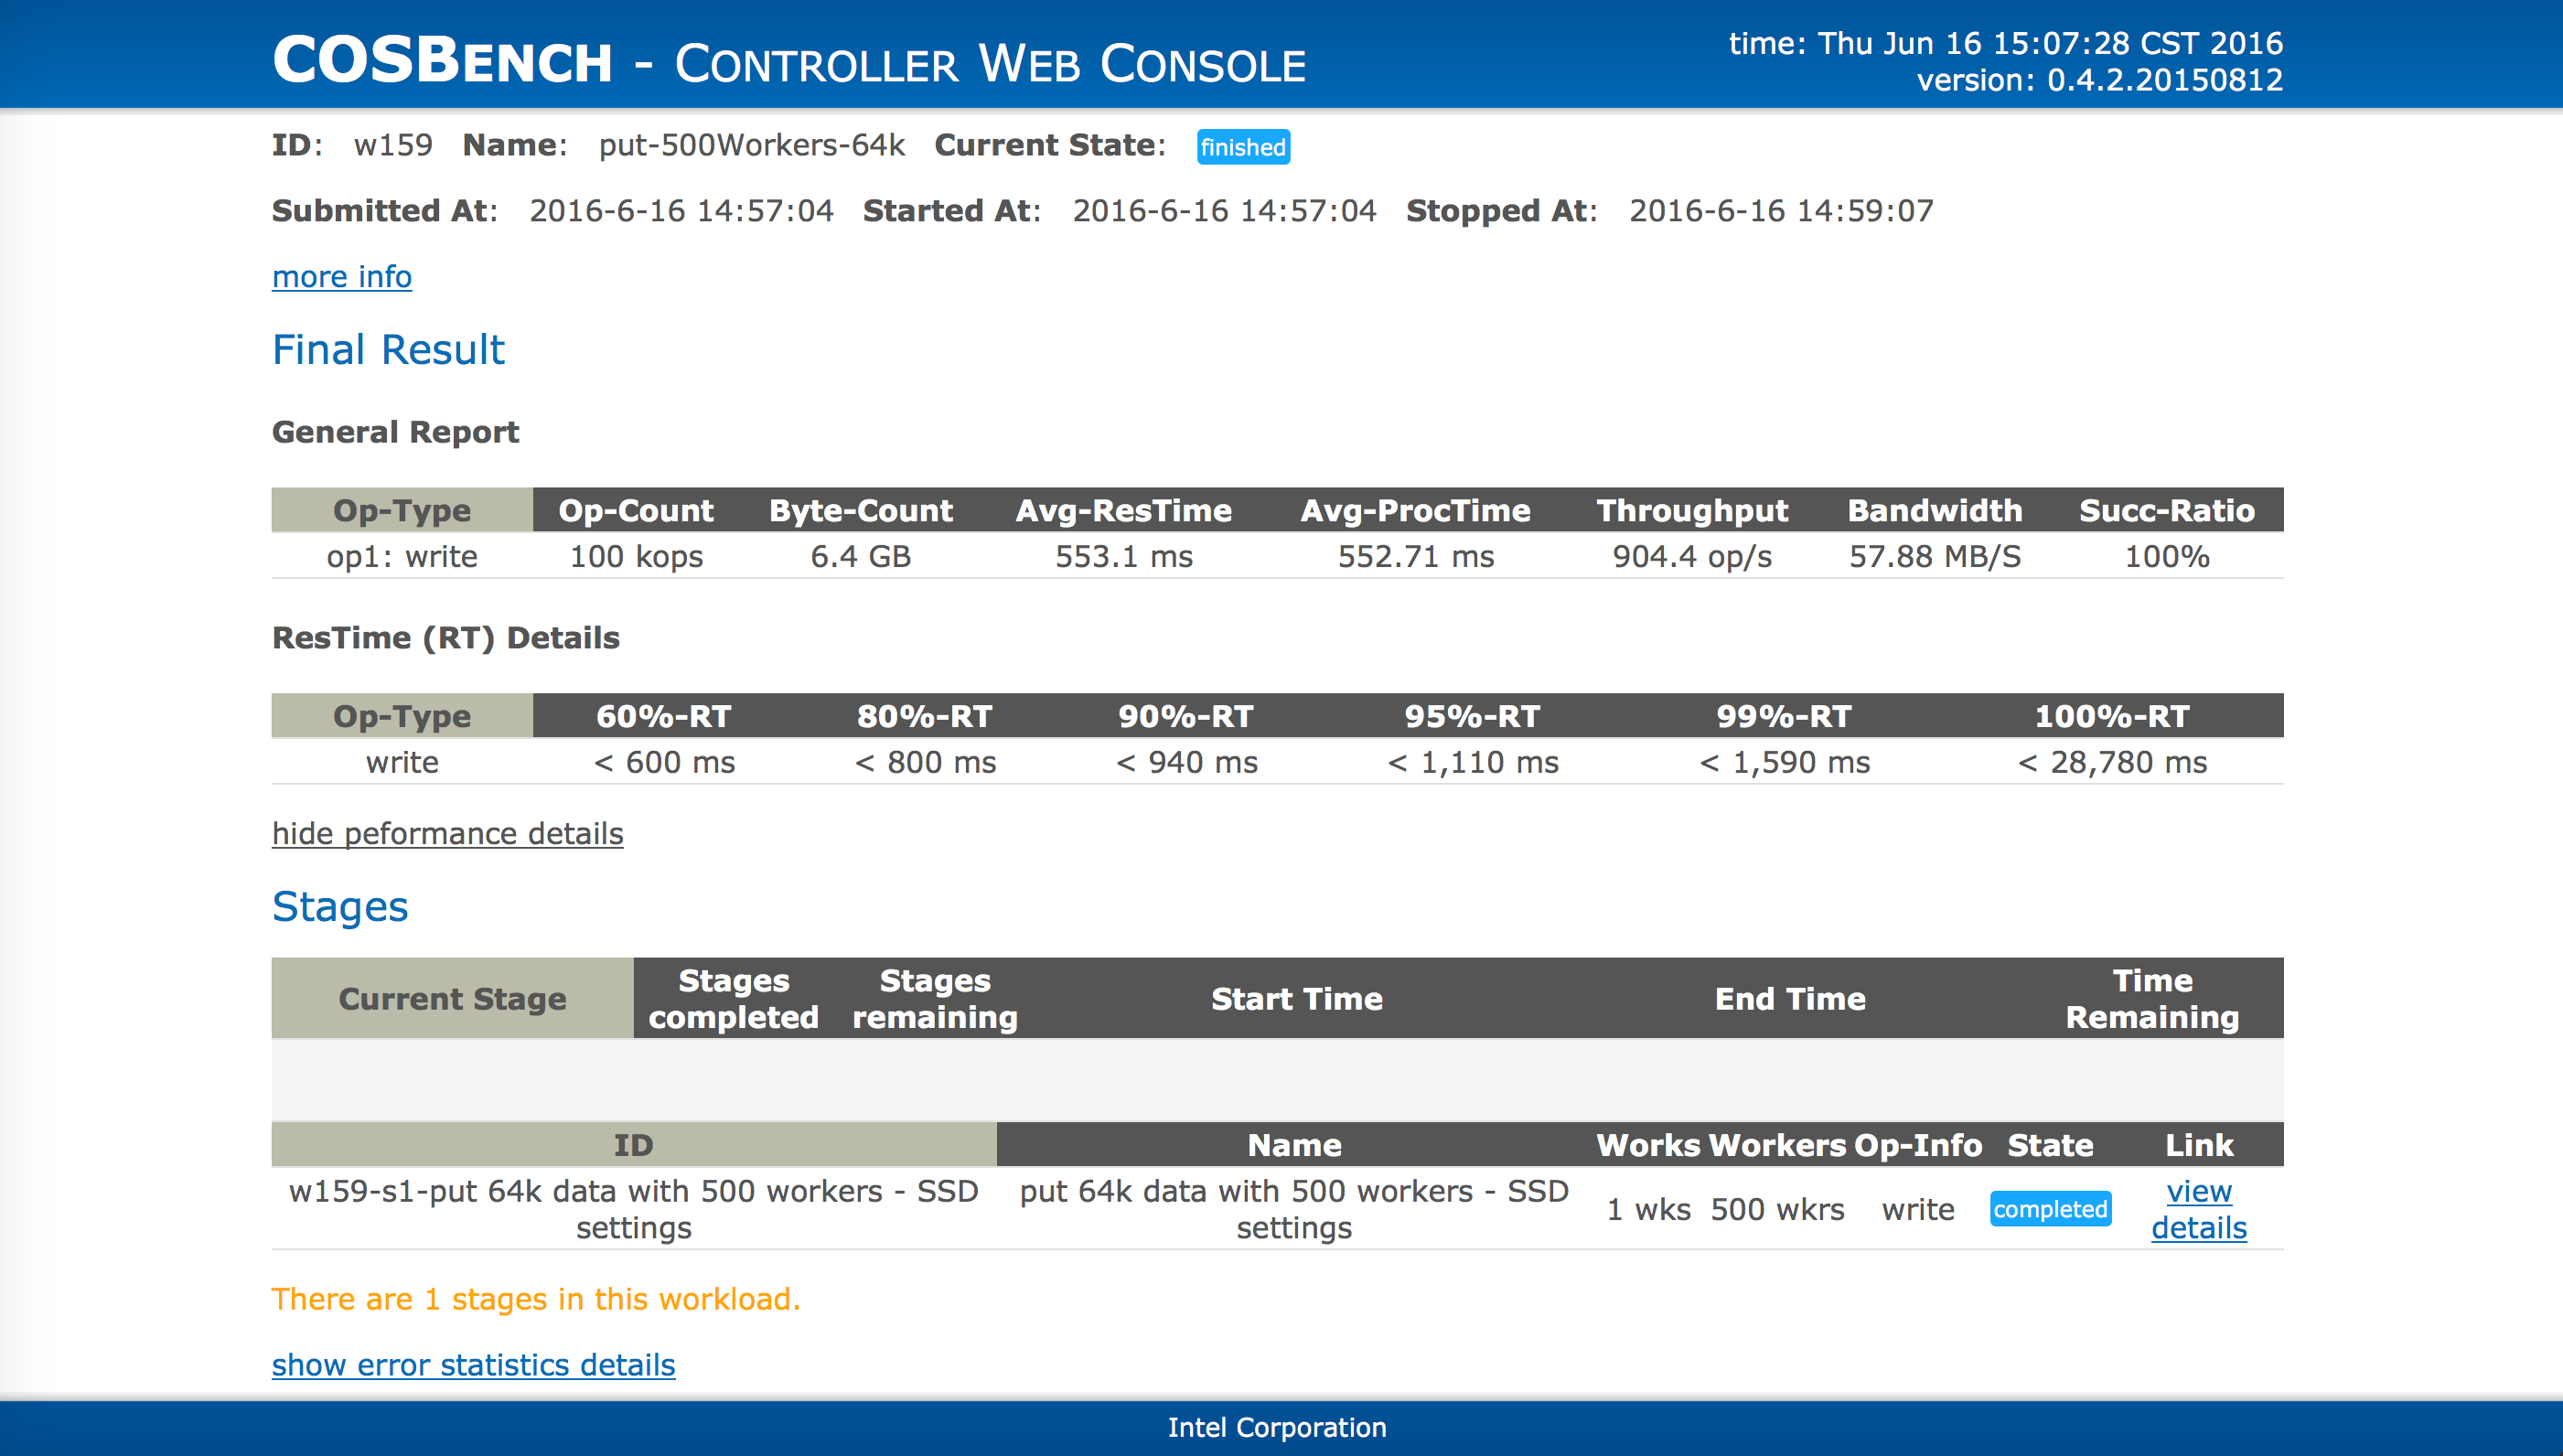 COSBENCH - CONTROLLER WEB CONSOLE
time: Thu Jun 16 15:07:28 CST 2016
version: 0.4.2.20150812
ID: w159 Name: put-500Workers-64k Current State: finished
Submitted At: 2016-6-16 14:57:04 Started At: 2016-6-16 14:57:04 Stopped At: 2016-6-16 14:59:07
more info
Final Result
General Report
Op-Type Op-Count Byte-Count Avg-ResTime Avg-ProcTime Throughput Bandwidth Succ-Ratio
op1: write 100 kops 6.4 GB 553.1 ms 552.71 ms 904.4 op/s 57.88 MB/S 100%
ResTime (RT) Details
Op-Type 60%-RT 80%-RT 90%-RT 95%-RT 99%-RT 100%-RT
write < 600 ms < 800 ms < 940 ms < 1,110 ms < 1,590 ms < 28,780 ms
hide peformance details
Stages
Current Stage Stages completed Stages remaining Start Time End Time Time Remaining
ID Name Works Workers Op-Info State Link
w159-s1-put 64k data with 500 workers - SSD settings put 64k data with 500 workers - SSD settings 1 wks 500 wkrs write completed view details
There are 1 stages in this workload.
show error statistics details
Intel Corporation